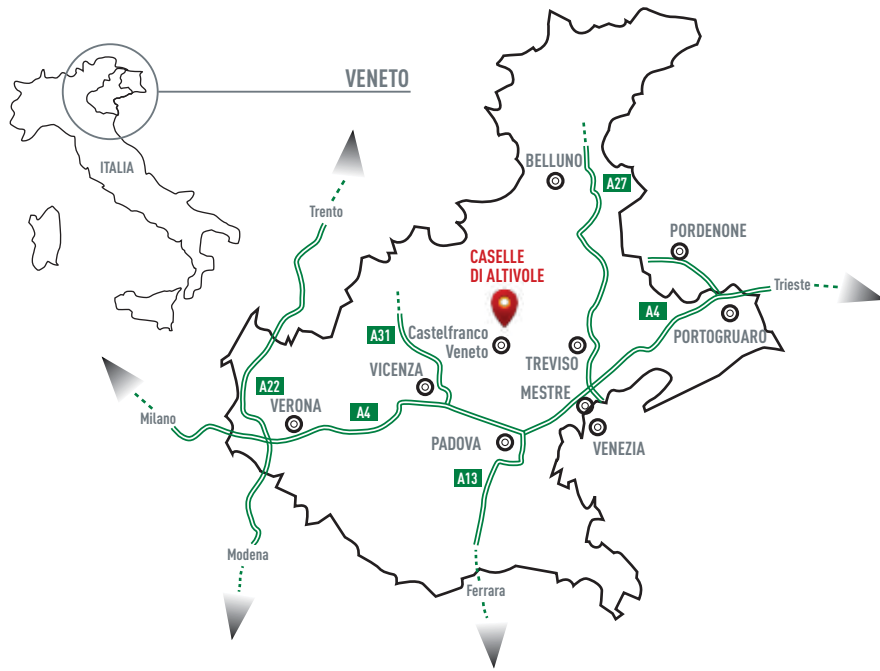 VENETO
ITALIA
BELLUNO
A27
Trento
PORDENONE
CASELLE
DI ALTIVOLE
Trieste
A4
A31
Castelfranco
Veneto
PORTOGRUARO
TREVISO
VICENZA
A22
MESTRE
VERONA
A4
Milano
PADOVA
VENEZIA
A13
Modena
Ferrara